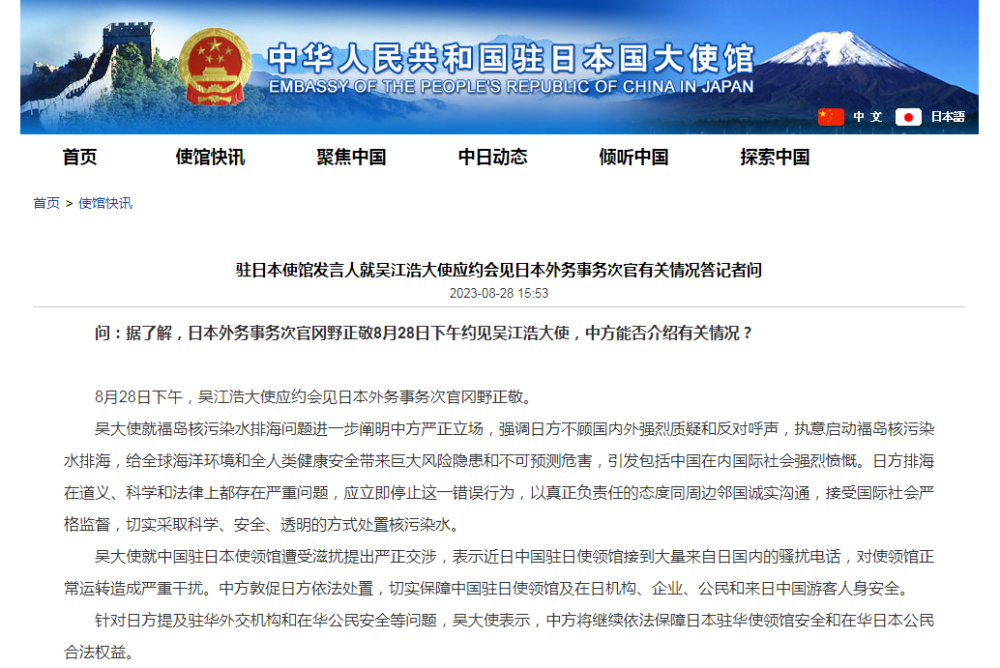 中华人民共和国驻日本国大使馆
EMBASSY OF THE PEOPLE'S REPUBLIC OF CHINA IN JAPAN
中 文 日本語
首页 使馆快讯 聚焦中国 中日动态 倾听中国 探索中国
首页 > 使馆快讯
驻日本使馆发言人就吴江浩大使应约会见日本外务事务次官有关情况答记者问
2023-08-28 15:53
问：据了解，日本外务事务次官冈野正敬8月28日下午约见吴江浩大使，中方能否介绍有关情况？
8月28日下午，吴江浩大使应约会见日本外务事务次官冈野正敬。
吴大使就福岛核污染水排海问题进一步阐明中方严正立场，强调日方不顾国内外强烈质疑和反对呼声，执意启动福岛核污染
水排海，给全球海洋环境和全人类健康安全带来巨大风险隐患和不可预测危害，引发包括中国在内国际社会强烈愤慨。日方排海
在道义、科学和法律上都存在严重问题，应立即停止这一错误行为，以真正负责任的态度同周边邻国诚实沟通，接受国际社会严
格监督，切实采取科学、安全、透明的方式处置核污染水。
吴大使就中国驻日本使领馆遭受滋扰提出严正交涉，表示近日中国驻日使领馆接到大量来自日国内的骚扰电话，对使领馆正
常运转造成严重干扰。中方敦促日方依法处置，切实保障中国驻日使领馆及在日机构、企业、公民和来日中国游客人身安全。
针对日方提及驻华外交机构和在华公民安全等问题，吴大使表示，中方将继续依法保障日本驻华使领馆安全和在华日本公民
合法权益。